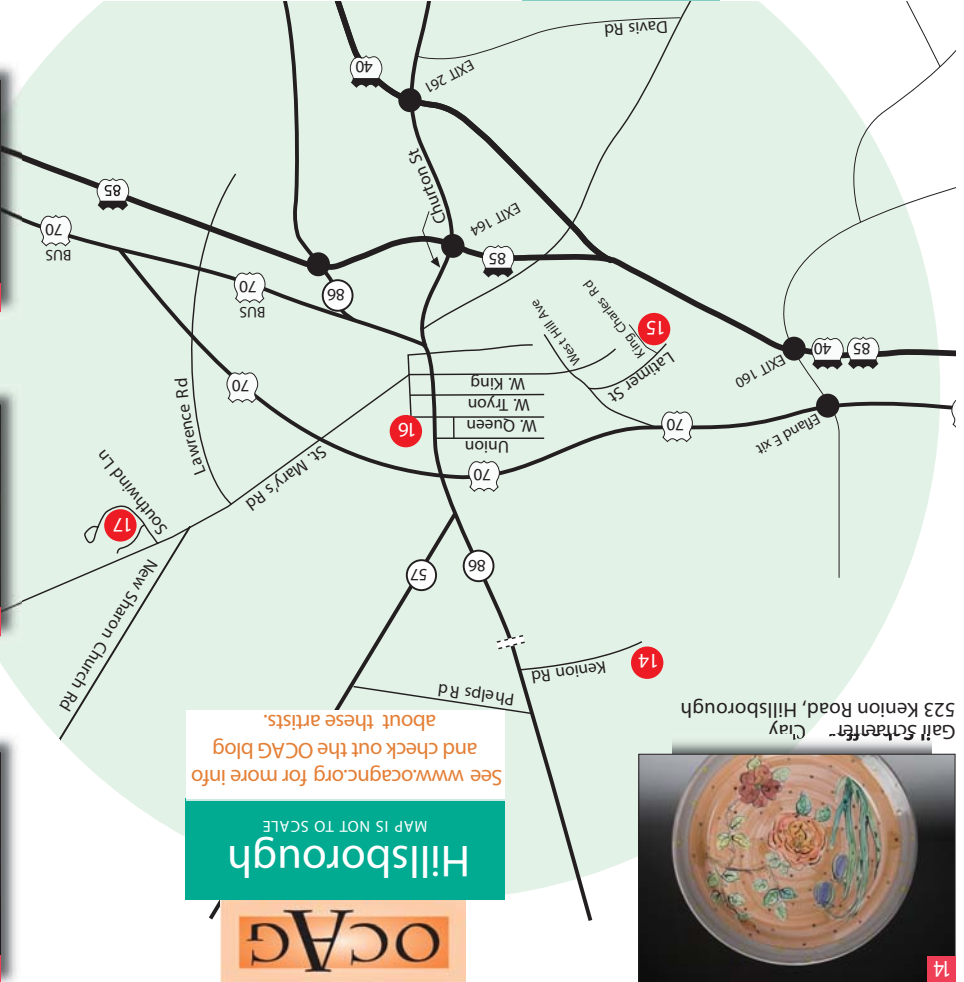 OCAG
Hillsborough
MAP IS NOT TO SCALE
See www.ocagnc.org for more info
and check out the OCAG blog
about these artists.
14
Gail Schaeffer Clay
523 Kenion Road, Hillsborough
14
Kenion Rd
Phelps Rd
New Sharon Church Rd
86
57
17
Southwind Ln
St. Mary's Rd
Lawrence Rd
70
Efland Exit
70
16
Union
W. Queen
W. Tryon
W. King
70
EXIT 160
85
40
Latimer St
15
King Charles Rd
West Hill Ave
86
BUS
70
BUS
70
85
EXIT 164
Churton St
85
EXIT 261
40
Davis Rd